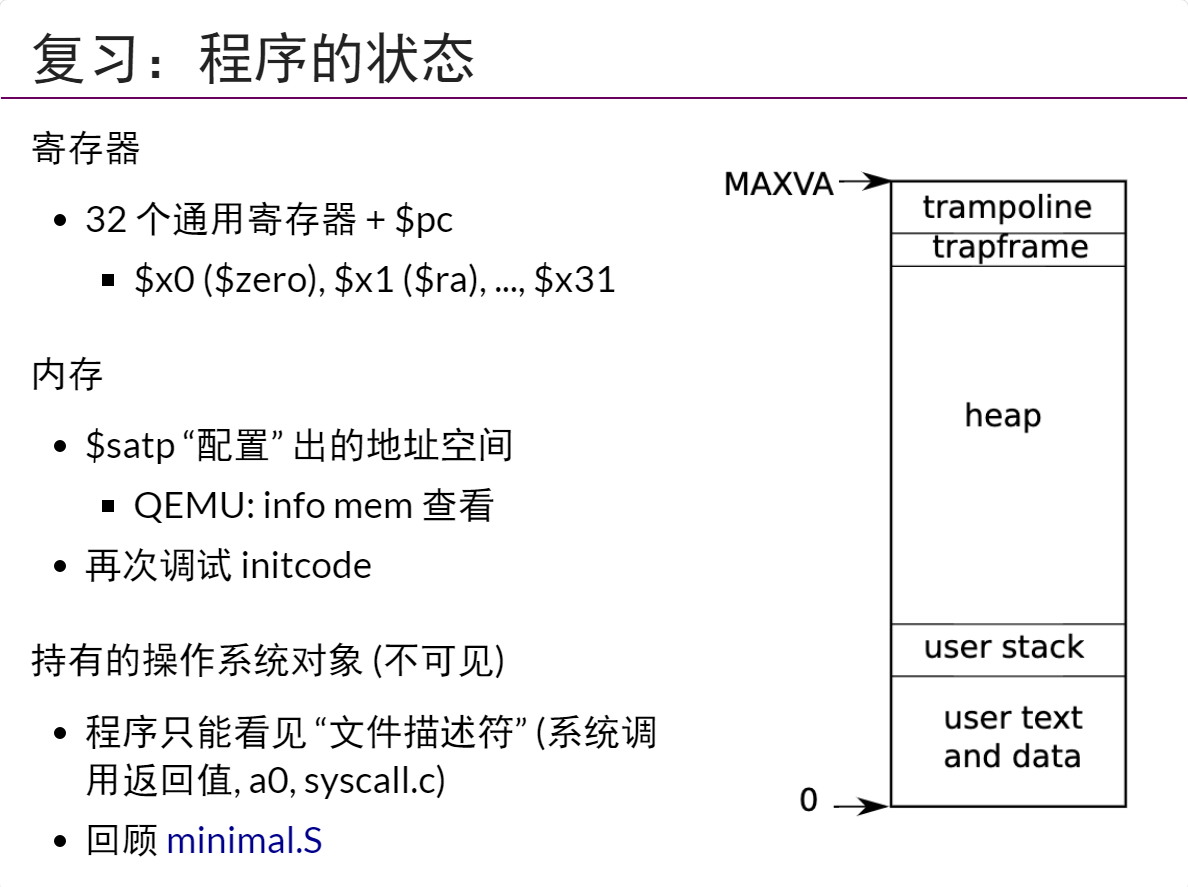 复习：程序的状态
寄存器
• 32 个通用寄存器 + $pc
▪ $x0 ($zero), $x1 ($ra), ..., $x31
内存
• $satp “配置” 出的地址空间
▪ QEMU: info mem 查看
• 再次调试 initcode
持有的操作系统对象 (不可见)
• 程序只能看见 “文件描述符” (系统调
用返回值, a0, syscall.c)
• 回顾 minimal.S
MAXVA
trampoline
trapframe
heap
user stack
user text
and data
0